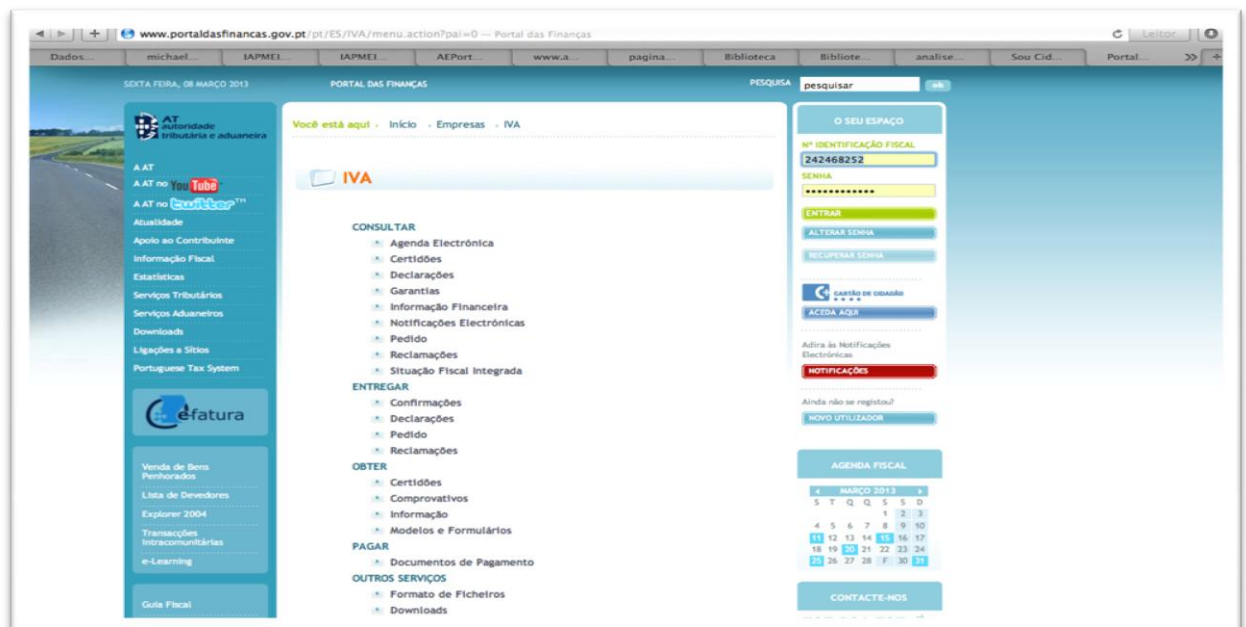 www.portaldasfinancas.gov.pt/pt/ES/IVA/menu.action?pai=0 — Portal das Finanças
Leitor
Dados... michael... IAPMEI... IAPMEI... AEPort... www.a... pagina... Biblioteca Bibliote... analise... Sou Cid... Portal...
SEXTA FEIRA, 08 MARÇO 2013
PORTAL DAS FINANÇAS
PESQUISA
pesquisar
ok
AT
autoridade
tributária e aduaneira
A AT
A AT no You Tube
A AT no twitter™
Atualidade
Apoio ao Contribuinte
Informação Fiscal
Estatísticas
Serviços Tributários
Serviços Aduaneiros
Downloads
Ligações a Sítios
Portuguese Tax System
e-fatura
Venda de Bens
Penhorados
Lista de Devedores
Explorer 2004
Transacções
Intracomunitárias
e-Learning
Guia Fiscal
Você está aqui Início Empresas IVA
IVA
CONSULTAR
Agenda Electrónica
Certidões
Declarações
Garantias
Informação Financeira
Notificações Electrónicas
Pedido
Reclamações
Situação Fiscal Integrada
ENTREGAR
Confirmações
Declarações
Pedido
Reclamações
OBTER
Certidões
Comprovativos
Informação
Modelos e Formulários
PAGAR
Documentos de Pagamento
OUTROS SERVIÇOS
Formato de Ficheiros
Downloads
O SEU ESPAÇO
Nº IDENTIFICAÇÃO FISCAL
242468252
SENHA
••••••••••••
ENTRAR
ALTERAR SENHA
RECUPERAR SENHA
CARTÃO DE CIDADÃO
ACEDA AQUI
Adira às Notificações
Electrónicas
NOTIFICAÇÕES
Ainda não se registou?
NOVO UTILIZADOR
AGENDA FISCAL
MARÇO 2013
S T Q Q S S D
1 2 3
4 5 6 7 8 9 10
11 12 13 14 15 16 17
18 19 20 21 22 23 24
25 26 27 28 F 30 31
CONTACTE-NOS